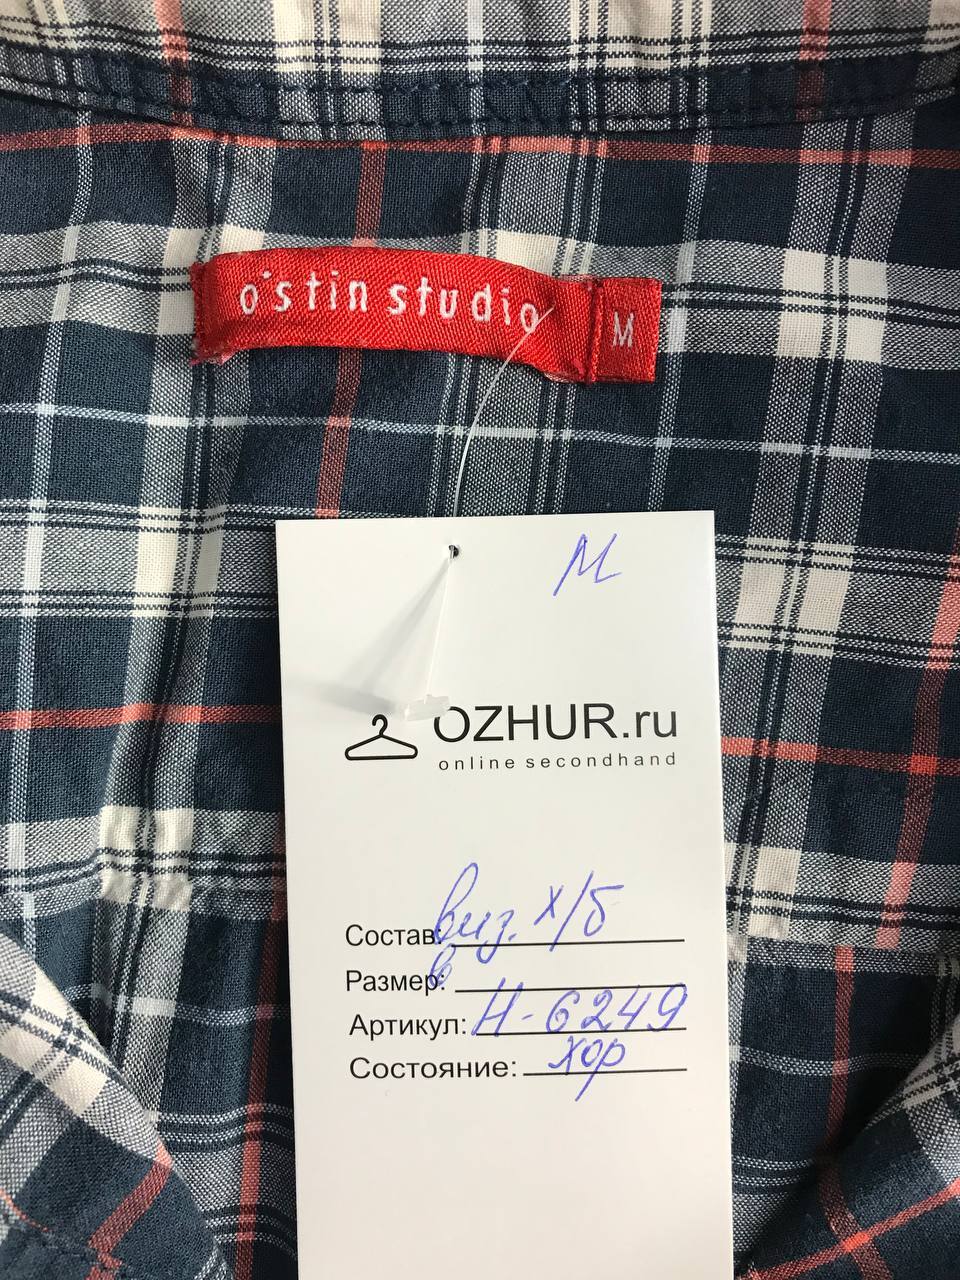 o'stin studio M
M
OZHUR.ru
online secondhand
Состав: виз. х/б
Размер:
Артикул: Н-6249
Состояние: хор